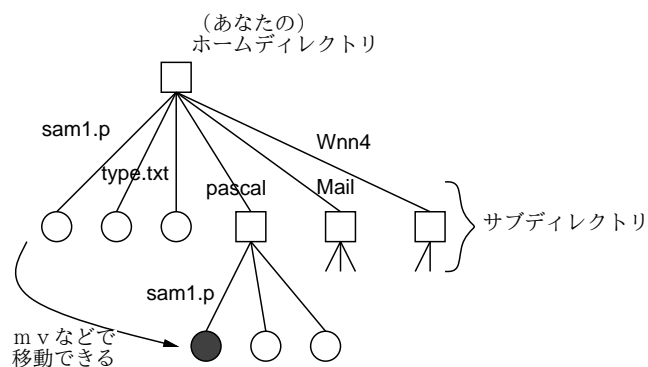 （あなたの）
ホームディレクトリ
sam1.p
Wnn4
type.txt
pascal
Mail
サブディレクトリ
sam1.p
ｍｖなどで
移動できる